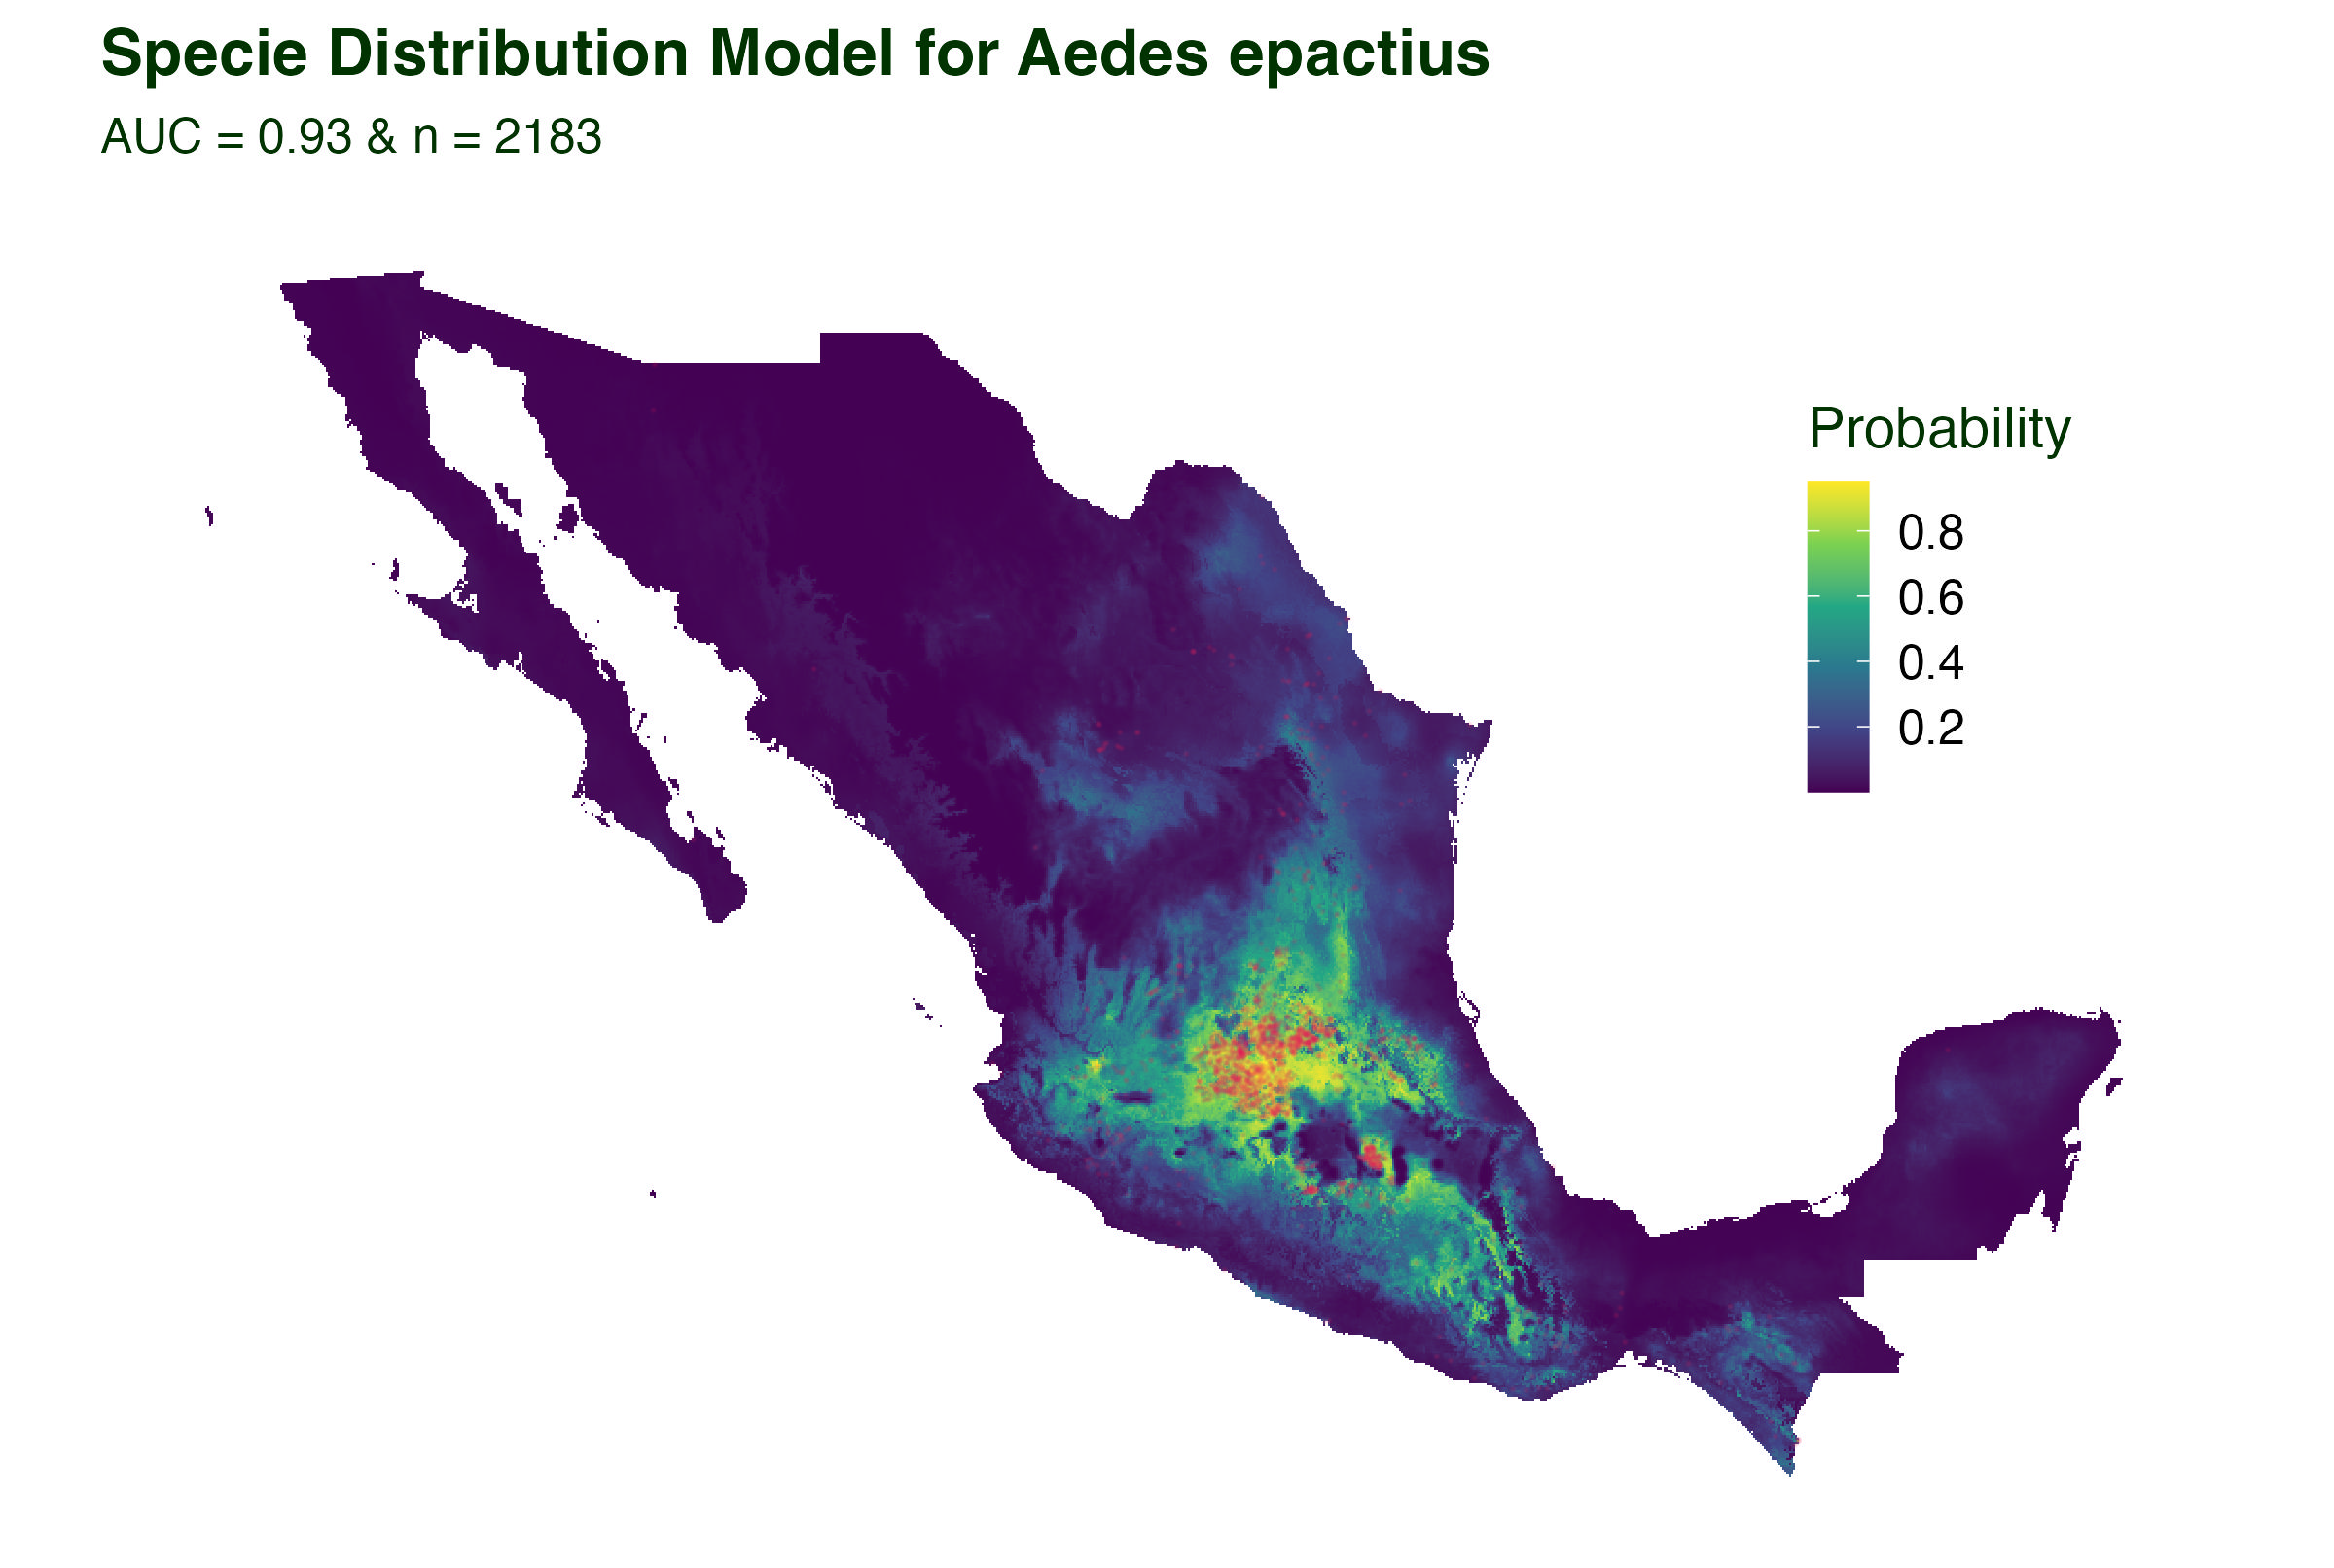 Specie Distribution Model for Aedes epactius
AUC = 0.93 & n = 2183
Probability
0.8
0.6
0.4
0.2